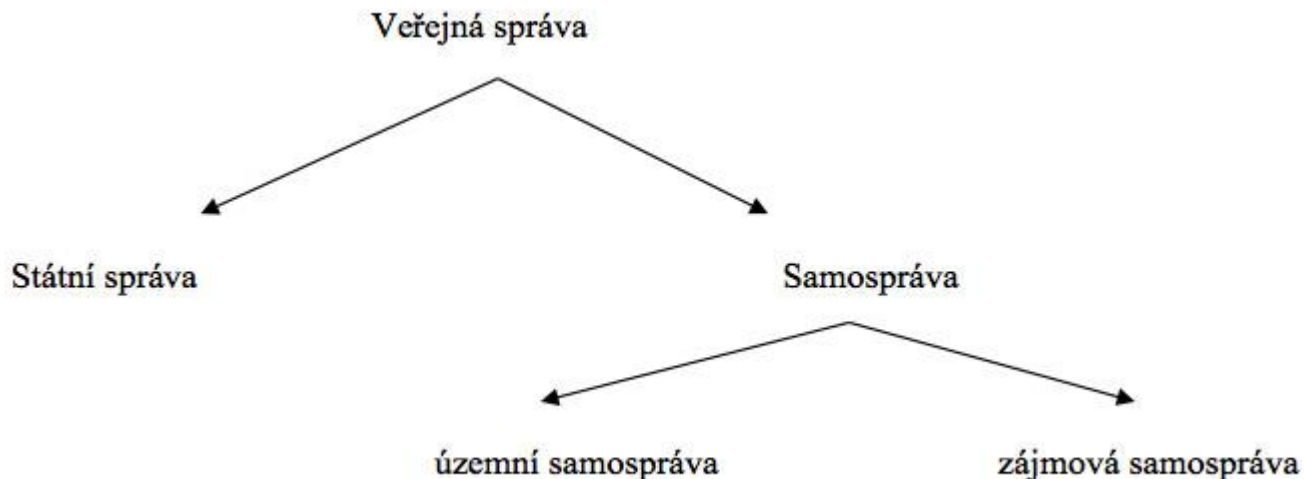 Veřejná správa
Státní správa
Samospráva
územní samospráva
zájmová samospráva